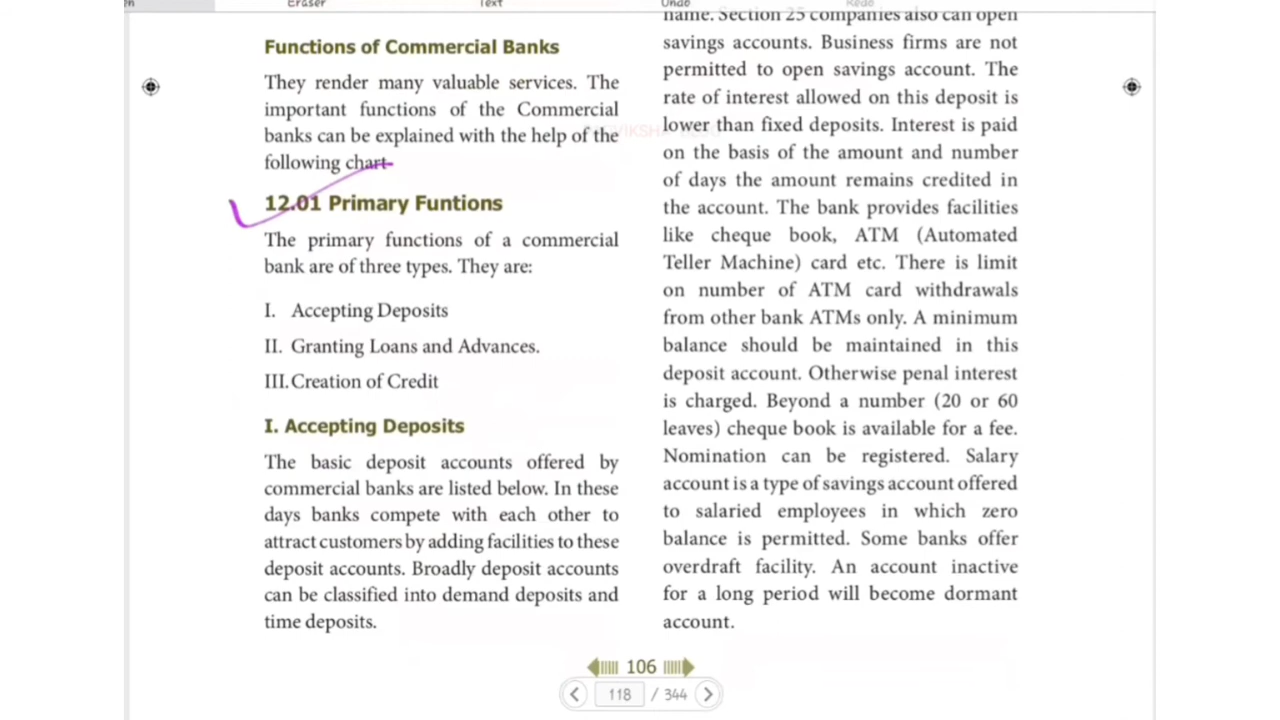 Eraser
Text
Undo
Redo
Functions of Commercial Banks
They render many valuable services. The
important functions of the Commercial
banks can be explained with the help of the
following chart-
12.01 Primary Funtions
The primary functions of a commercial
bank are of three types. They are:
I. Accepting Deposits
II. Granting Loans and Advances.
III. Creation of Credit
I. Accepting Deposits
The basic deposit accounts offered by
commercial banks are listed below. In these
days banks compete with each other to
attract customers by adding facilities to these
deposit accounts. Broadly deposit accounts
can be classified into demand deposits and
time deposits.
name. Section 25 companies also can open
savings accounts. Business firms are not
permitted to open savings account. The
rate of interest allowed on this deposit is
lower than fixed deposits. Interest is paid
on the basis of the amount and number
of days the amount remains credited in
the account. The bank provides facilities
like cheque book, ATM (Automated
Teller Machine) card etc. There is limit
on number of ATM card withdrawals
from other bank ATMs only. A minimum
balance should be maintained in this
deposit account. Otherwise penal interest
is charged. Beyond a number (20 or 60
leaves) cheque book is available for a fee.
Nomination can be registered. Salary
account is a type of savings account offered
to salaried employees in which zero
balance is permitted. Some banks offer
overdraft facility. An account inactive
for a long period will become dormant
account.
106
118 / 344